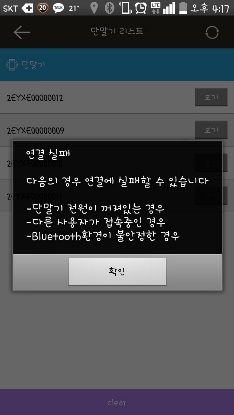 SKT 20 21° LTE 오후 4:17
단말기 리스트
단말기
2EYXE00000012 보기
2EYXE00000009 보기
연결 실패
다음의 경우 연결에 실패할 수 있습니다
-단말기 전원이 꺼져있는 경우
-다른 사용자가 접속중인 경우
-Bluetooth환경이 불안정한 경우
확인
clear